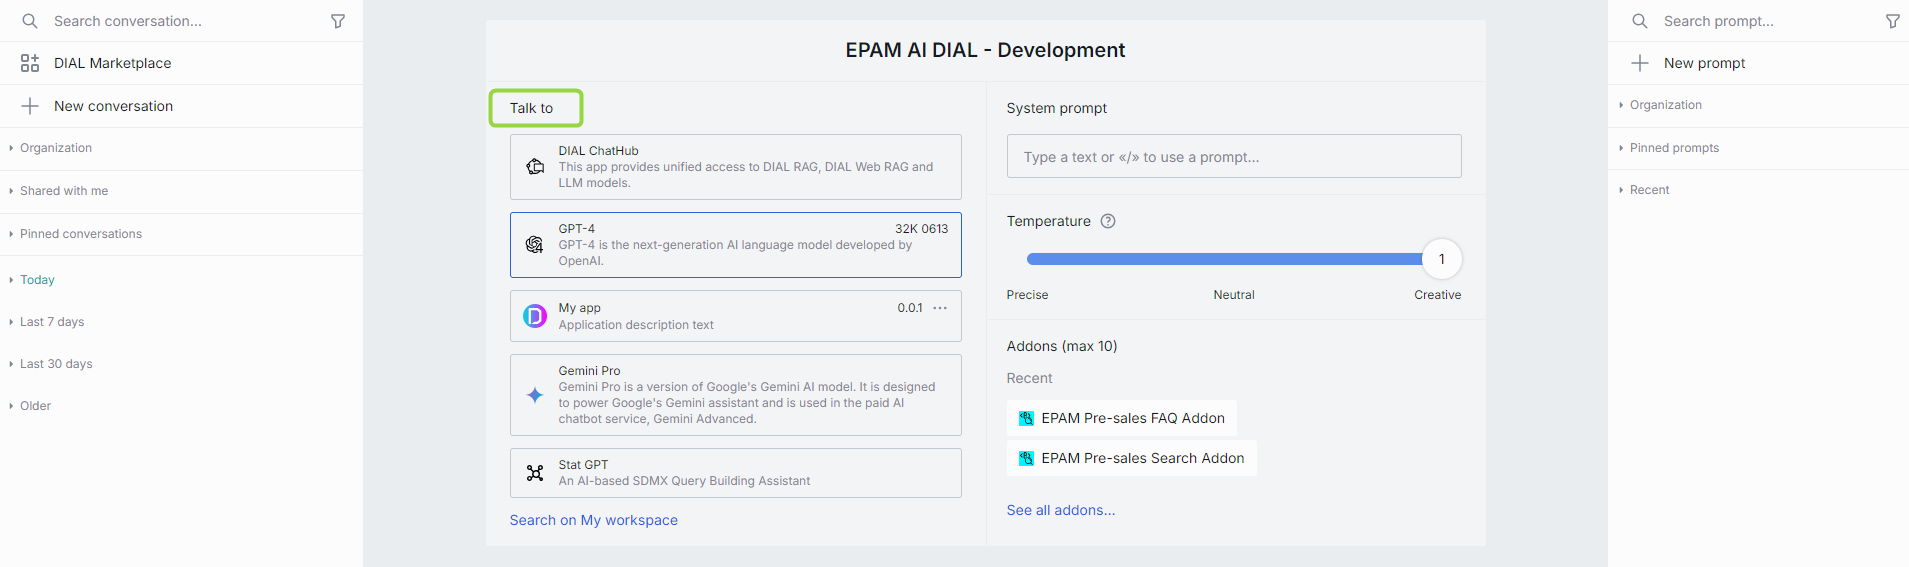 Search conversation...
DIAL Marketplace
New conversation
Organization
Shared with me
Pinned conversations
Today
Last 7 days
Last 30 days
Older
EPAM AI DIAL - Development
Talk to
DIAL ChatHub
This app provides unified access to DIAL RAG, DIAL Web RAG and
LLM models.
GPT-4 32K 0613
GPT-4 is the next-generation AI language model developed by
OpenAI.
My app 0.0.1 ···
Application description text
Gemini Pro
Gemini Pro is a version of Google's Gemini AI model. It is designed
to power Google's Gemini assistant and is used in the paid AI
chatbot service, Gemini Advanced.
Stat GPT
An AI-based SDMX Query Building Assistant
Search on My workspace
System prompt
Type a text or «/» to use a prompt...
Temperature
1
Precise Neutral Creative
Addons (max 10)
Recent
EPAM Pre-sales FAQ Addon
EPAM Pre-sales Search Addon
See all addons...
Search prompt...
New prompt
Organization
Pinned prompts
Recent